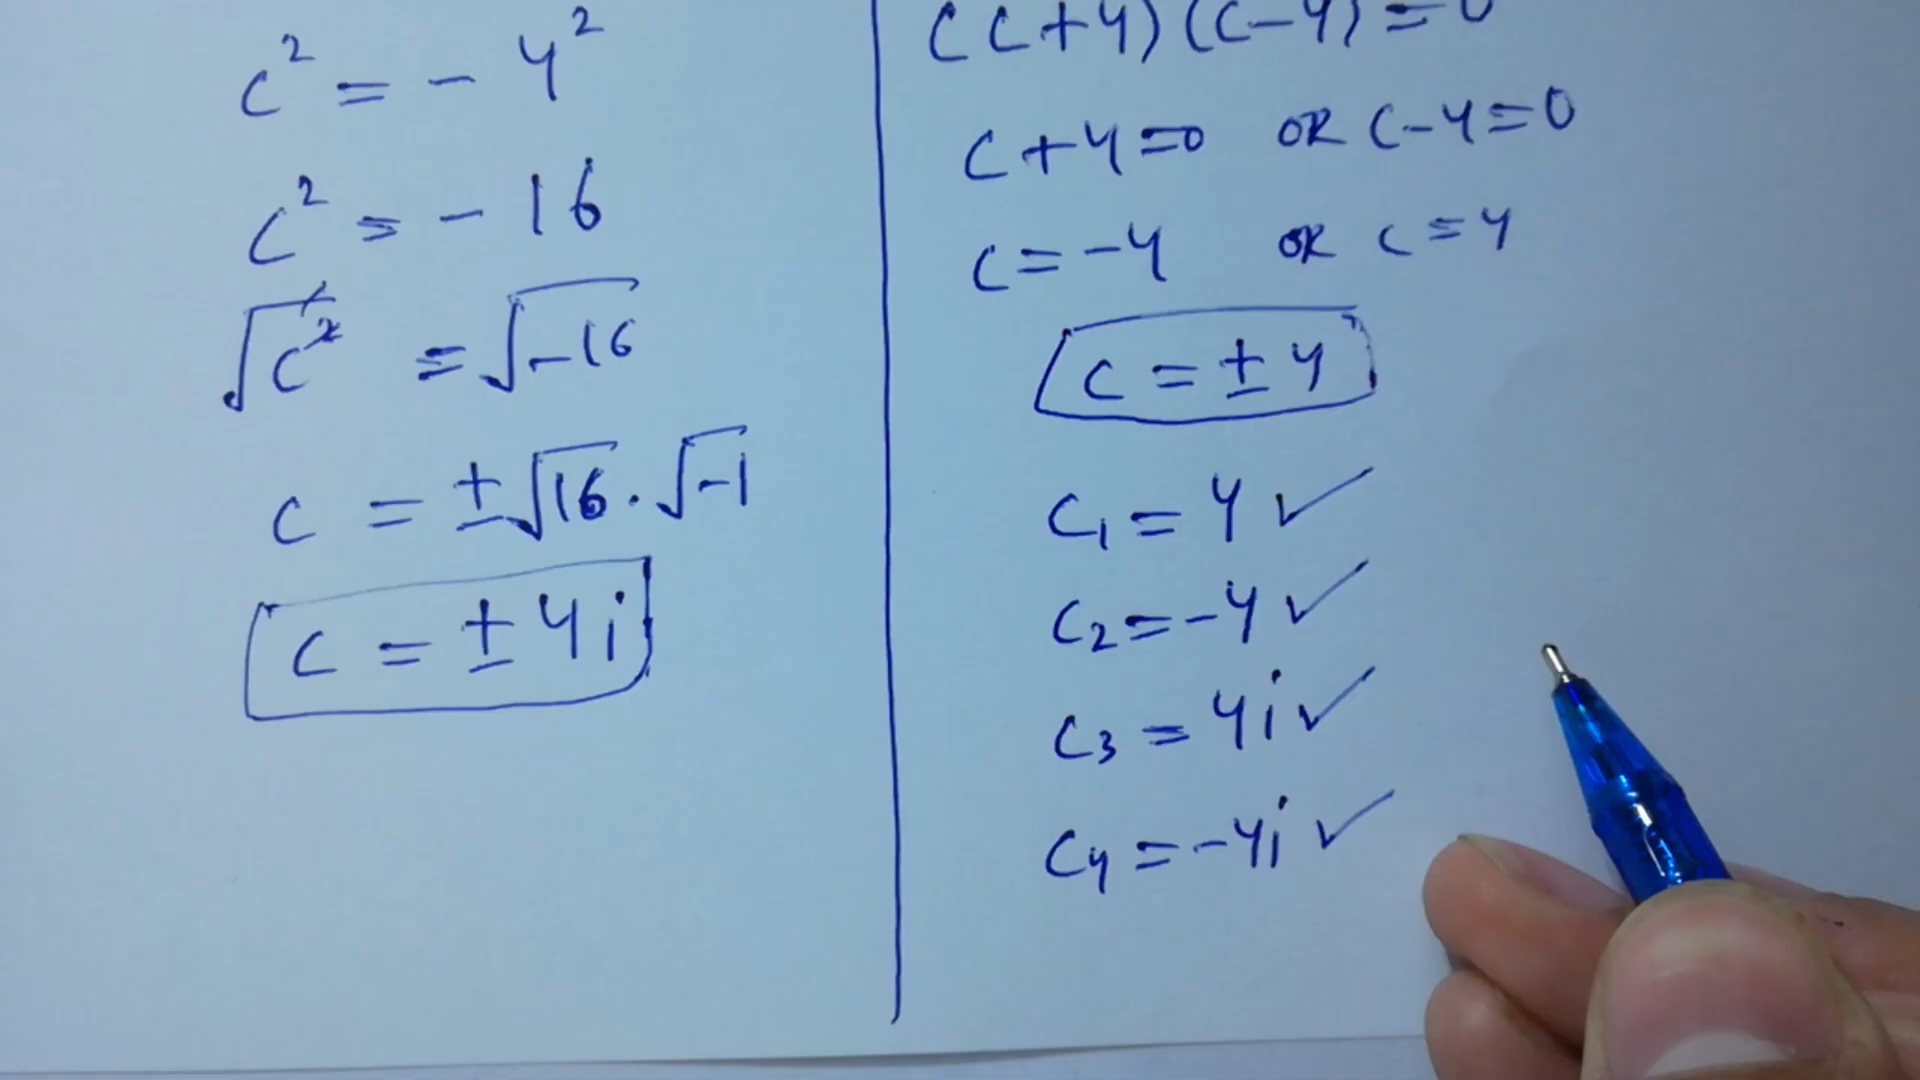 c² = - 4²
c² = - 16
√c² = √-16
c = ±√16 . √-1
c = ± 4i
(c+4) (c-4) = 0
c+4=0 OR c-4=0
c = -4 OR c = 4
c = ± 4
c₁ = 4 ✓
c₂ = -4 ✓
c₃ = 4i ✓
c₄ = -4i ✓